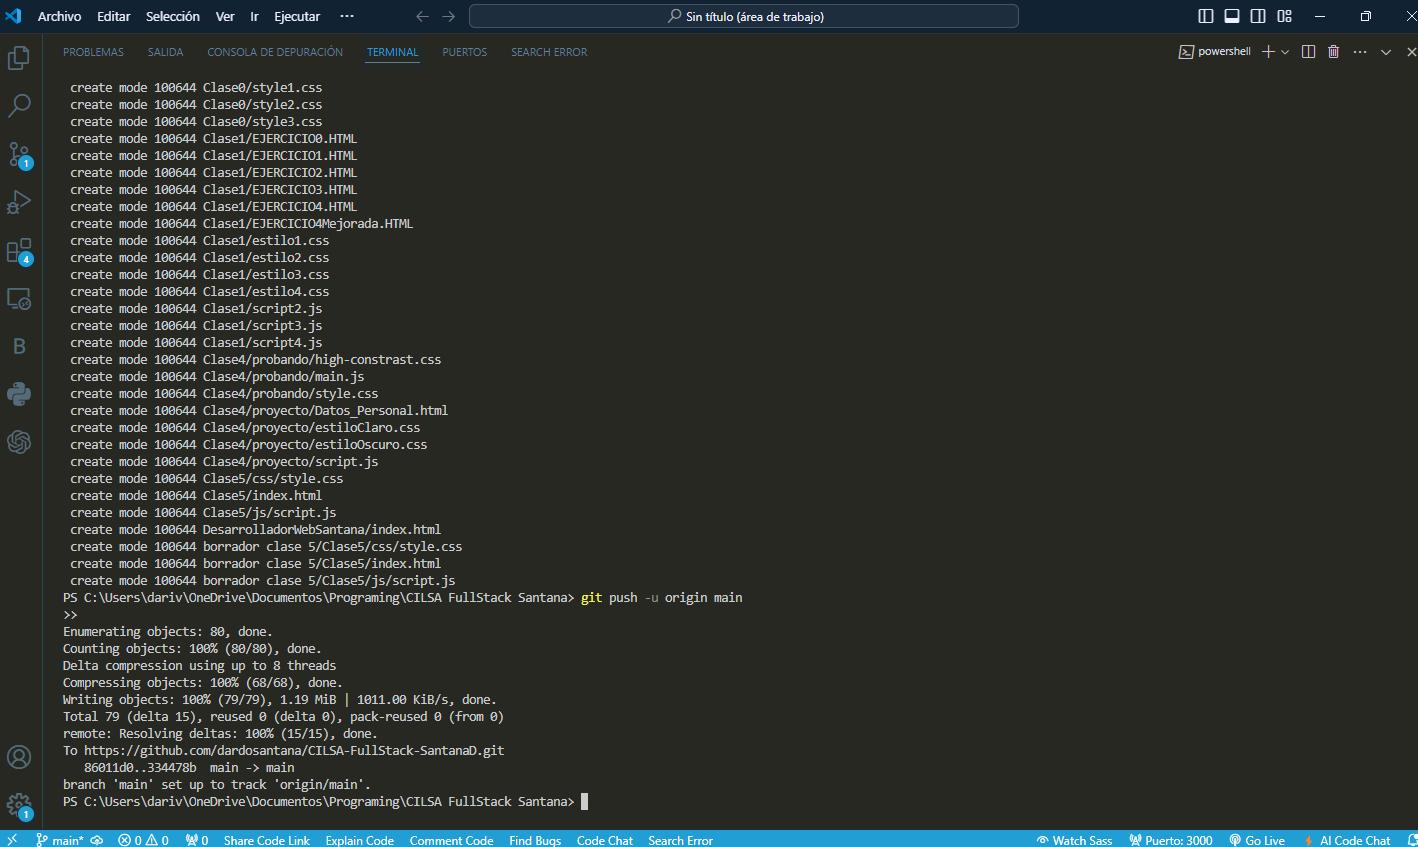 Archivo Editar Selección Ver Ir Ejecutar ··· Sin título (área de trabajo)
PROBLEMAS SALIDA CONSOLA DE DEPURACIÓN TERMINAL PUERTOS SEARCH ERROR powershell
create mode 100644 Clase0/style1.css
create mode 100644 Clase0/style2.css
create mode 100644 Clase0/style3.css
create mode 100644 Clase1/EJERCICIO0.HTML
create mode 100644 Clase1/EJERCICIO1.HTML
create mode 100644 Clase1/EJERCICIO2.HTML
create mode 100644 Clase1/EJERCICIO3.HTML
create mode 100644 Clase1/EJERCICIO4.HTML
create mode 100644 Clase1/EJERCICIO4Mejorada.HTML
create mode 100644 Clase1/estilo1.css
create mode 100644 Clase1/estilo2.css
create mode 100644 Clase1/estilo3.css
create mode 100644 Clase1/estilo4.css
create mode 100644 Clase1/script2.js
create mode 100644 Clase1/script3.js
create mode 100644 Clase1/script4.js
create mode 100644 Clase4/probando/high-constrast.css
create mode 100644 Clase4/probando/main.js
create mode 100644 Clase4/probando/style.css
create mode 100644 Clase4/proyecto/Datos_Personal.html
create mode 100644 Clase4/proyecto/estiloClaro.css
create mode 100644 Clase4/proyecto/estiloOscuro.css
create mode 100644 Clase4/proyecto/script.js
create mode 100644 Clase5/css/style.css
create mode 100644 Clase5/index.html
create mode 100644 Clase5/js/script.js
create mode 100644 DesarrolladorWebSantana/index.html
create mode 100644 borrador clase 5/Clase5/css/style.css
create mode 100644 borrador clase 5/Clase5/index.html
create mode 100644 borrador clase 5/Clase5/js/script.js
PS C:\Users\dariv\OneDrive\Documentos\Programing\CILSA FullStack Santana> git push -u origin main
>>
Enumerating objects: 80, done.
Counting objects: 100% (80/80), done.
Delta compression using up to 8 threads
Compressing objects: 100% (68/68), done.
Writing objects: 100% (79/79), 1.19 MiB | 1011.00 KiB/s, done.
Total 79 (delta 15), reused 0 (delta 0), pack-reused 0 (from 0)
remote: Resolving deltas: 100% (15/15), done.
To https://github.com/dardosantana/CILSA-FullStack-SantanaD.git
86011d0..334478b main -> main
branch 'main' set up to track 'origin/main'.
PS C:\Users\dariv\OneDrive\Documentos\Programing\CILSA FullStack Santana>
1
4
B
1
main* 0 0 0 Share Code Link Explain Code Comment Code Find Bugs Code Chat Search Error Watch Sass Puerto: 3000 Go Live AI Code Chat